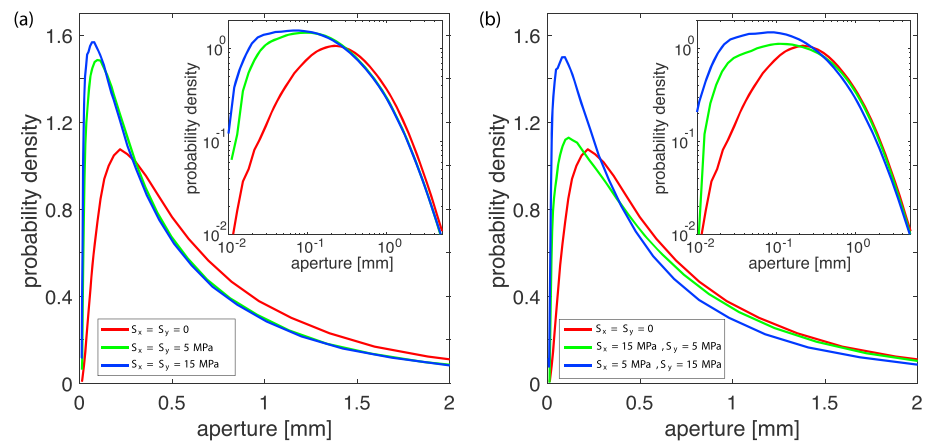 (a)
probability density
1.6
1.2
0.8
0.4
0
0 0.5 1 1.5 2
aperture [mm]
probability density
10^0
10^-1
10^-2
10^-2 10^-1 10^0
aperture [mm]
S_x = S_y = 0
S_x = S_y = 5 MPa
S_x = S_y = 15 MPa
(b)
probability density
1.6
1.2
0.8
0.4
0
0 0.5 1 1.5 2
aperture [mm]
probability density
10^0
10^-1
10^-2
10^-2 10^-1 10^0
aperture [mm]
S_x = S_y = 0
S_x = 15 MPa , S_y = 5 MPa
S_x = 5 MPa , S_y = 15 MPa